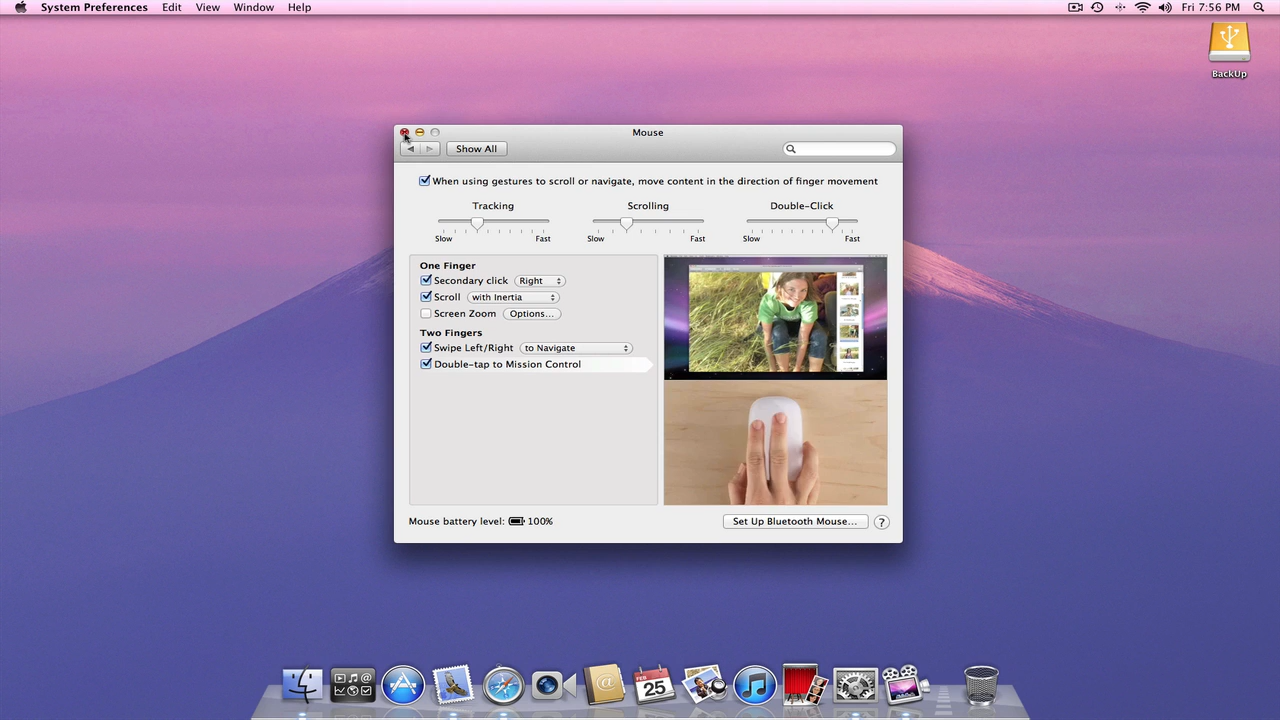 System Preferences Edit View Window Help Fri 7:56 PM
BackUp
Mouse
Show All
When using gestures to scroll or navigate, move content in the direction of finger movement
Tracking Scrolling Double-Click
Slow Fast Slow Fast Slow Fast
One Finger
Secondary click Right
Scroll with Inertia
Screen Zoom Options...
Two Fingers
Swipe Left/Right to Navigate
Double-tap to Mission Control
Mouse battery level: 100% Set Up Bluetooth Mouse... ?
FEB
25